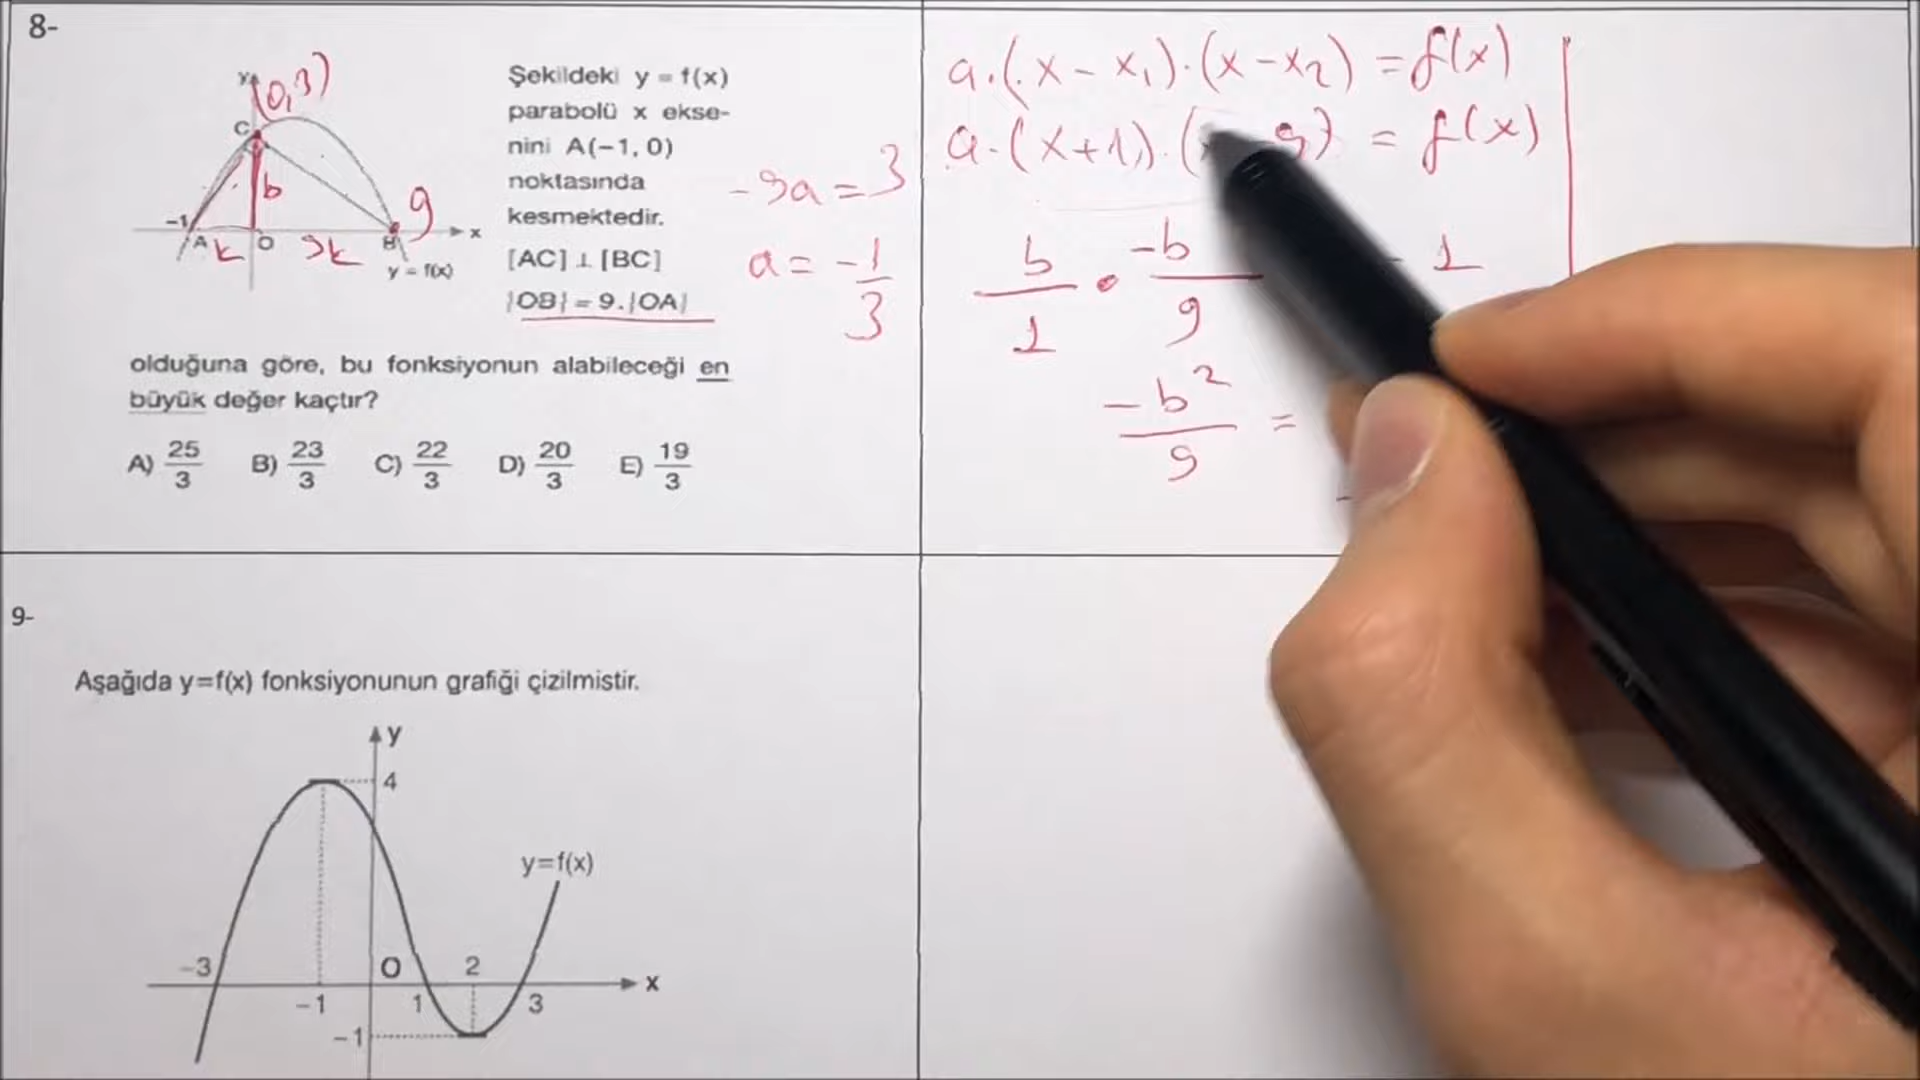 8-
y
(0,3)
C
b
9
-1
A
O
B
x
k
9k
y = f(x)
Şekildeki y = f(x)
parabolü x ekse-
nini A(−1, 0)
noktasında
kesmektedir.
[AC] ⊥ [BC]
|OB| = 9.|OA|
olduğuna göre, bu fonksiyonun alabileceği en
büyük değer kaçtır?
A) 25/3 B) 23/3 C) 22/3 D) 20/3 E) 19/3
-9a = 3
a = -1/3
a.(x - x1).(x - x2) = f(x)
a.(x+1).( 9) = f(x)
b/1 . -b/9 - 1
-b²/9 =
9-
Aşağıda y=f(x) fonksiyonunun grafiği çizilmistir.
y
4
y=f(x)
-3
O
2
x
-1
1
3
-1